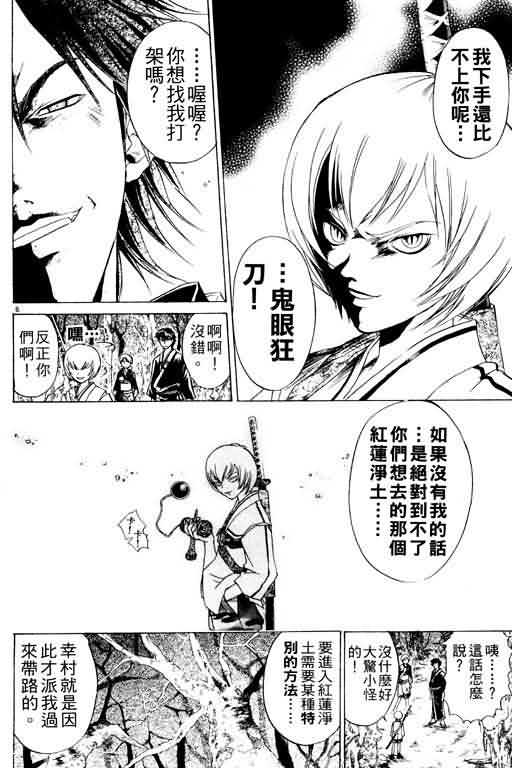 我下手還比
不上你呢…
……喔喔？
你想找我打
架嗎？
…鬼眼狂
刀！
6
啊啊！
沒錯。
嘿…
反正你
們啊！
如果沒有我的話
…是絕對到不了
你們想去的那個
紅蓮淨土……
咦……
這話怎麼
說？
沒什麼好
大驚小怪
的！
要進入紅蓮淨
土需要某種特
別的方法……
幸村就是因
此才派我過
來帶路的。